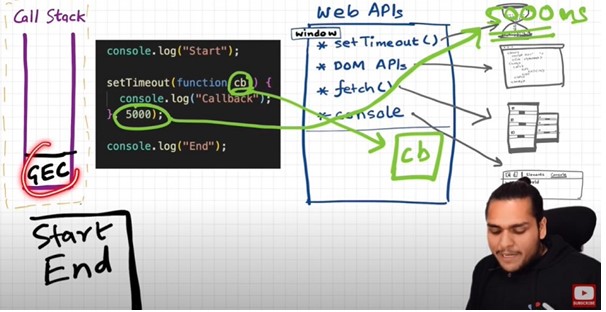 Call Stack
GEC
console.log("Start");
setTimeout(function cb() {
console.log("Callback");
}, 5000);
console.log("End");
Start
End
Web APIs
window
* setTimeout()
* DOM APIs
* fetch()
* console
cb
Console
SUBSCRIBE